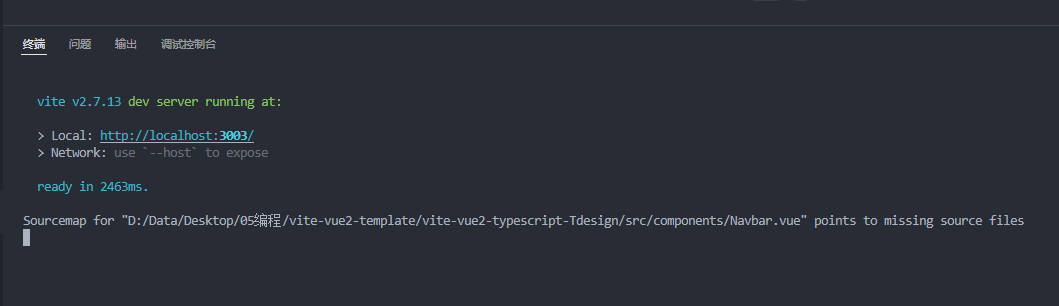 终端 问题 输出 调试控制台
vite v2.7.13 dev server running at:
> Local: http://localhost:3003/
> Network: use `--host` to expose
ready in 2463ms.
Sourcemap for "D:/Data/Desktop/05编程/vite-vue2-template/vite-vue2-typescript-Tdesign/src/components/Navbar.vue" points to missing source files